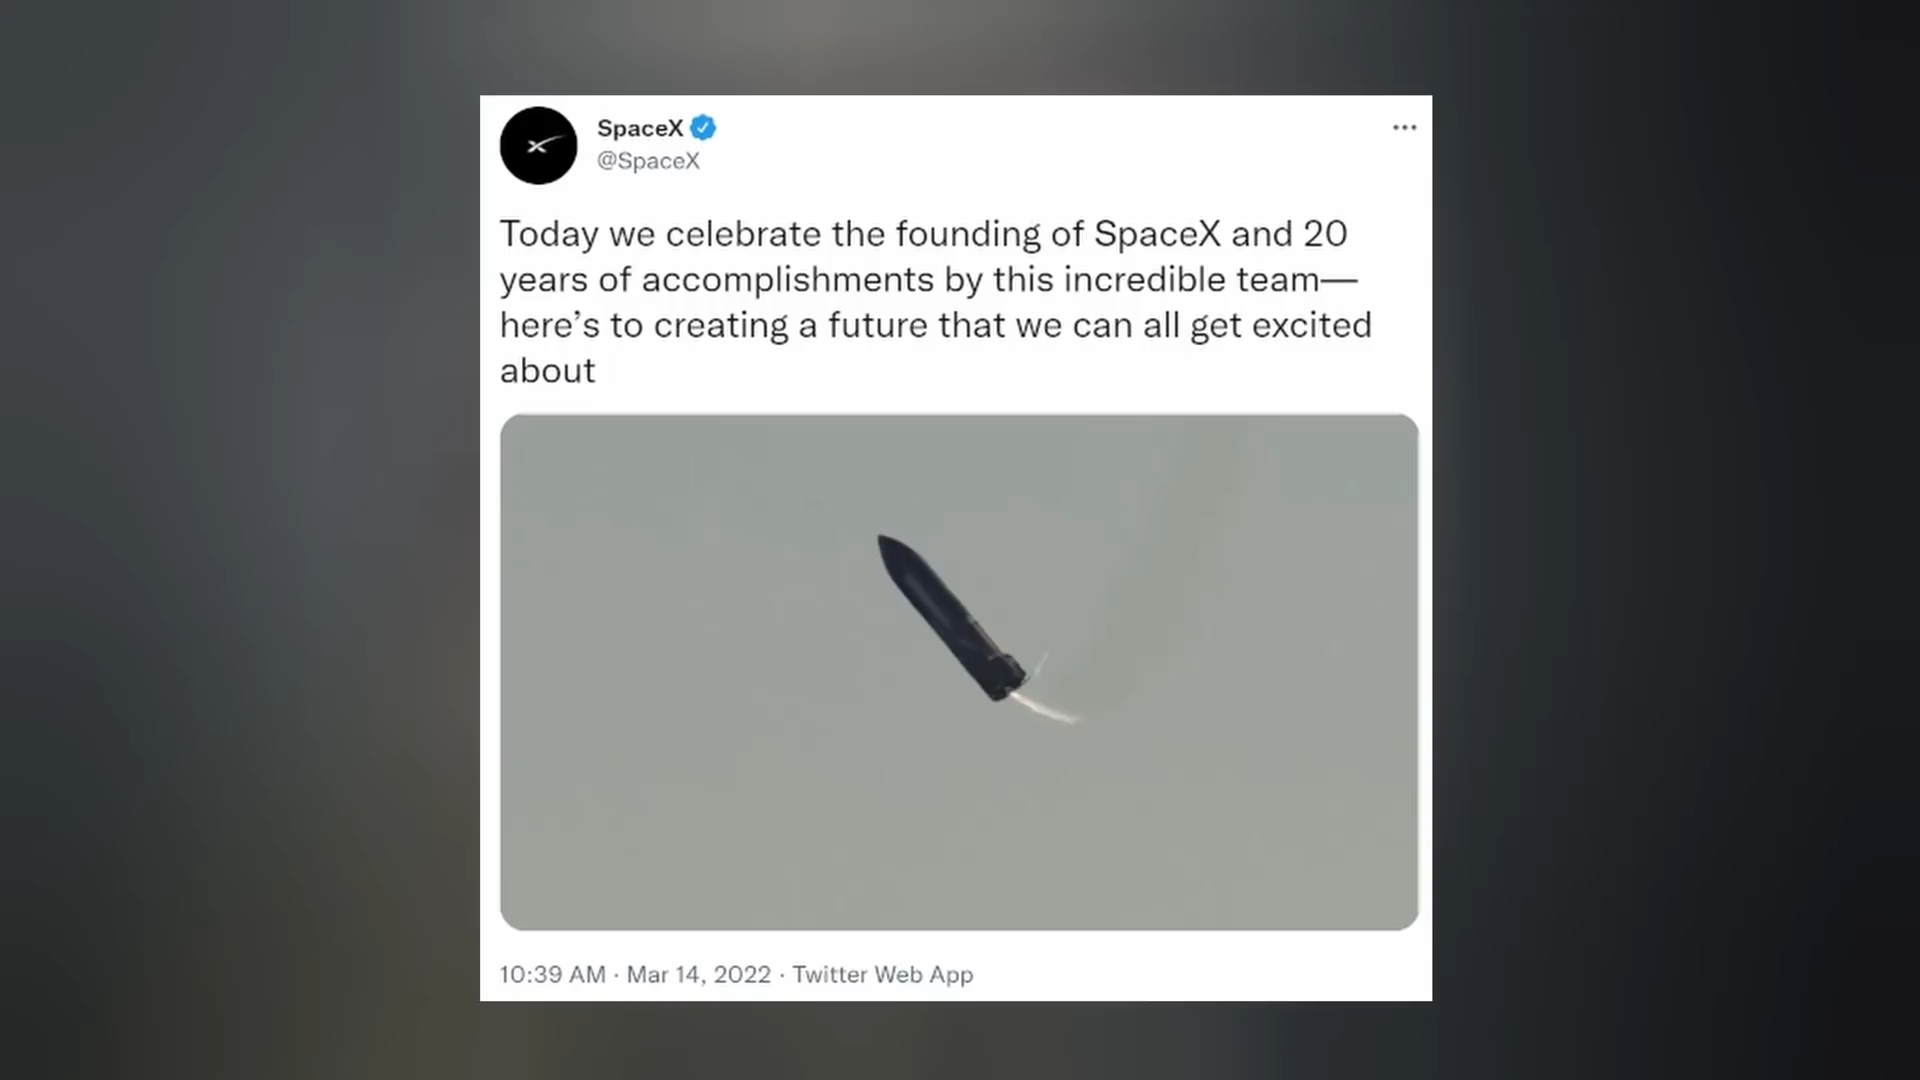 SpaceX
@SpaceX
Today we celebrate the founding of SpaceX and 20
years of accomplishments by this incredible team—
here’s to creating a future that we can all get excited
about
10:39 AM · Mar 14, 2022 · Twitter Web App